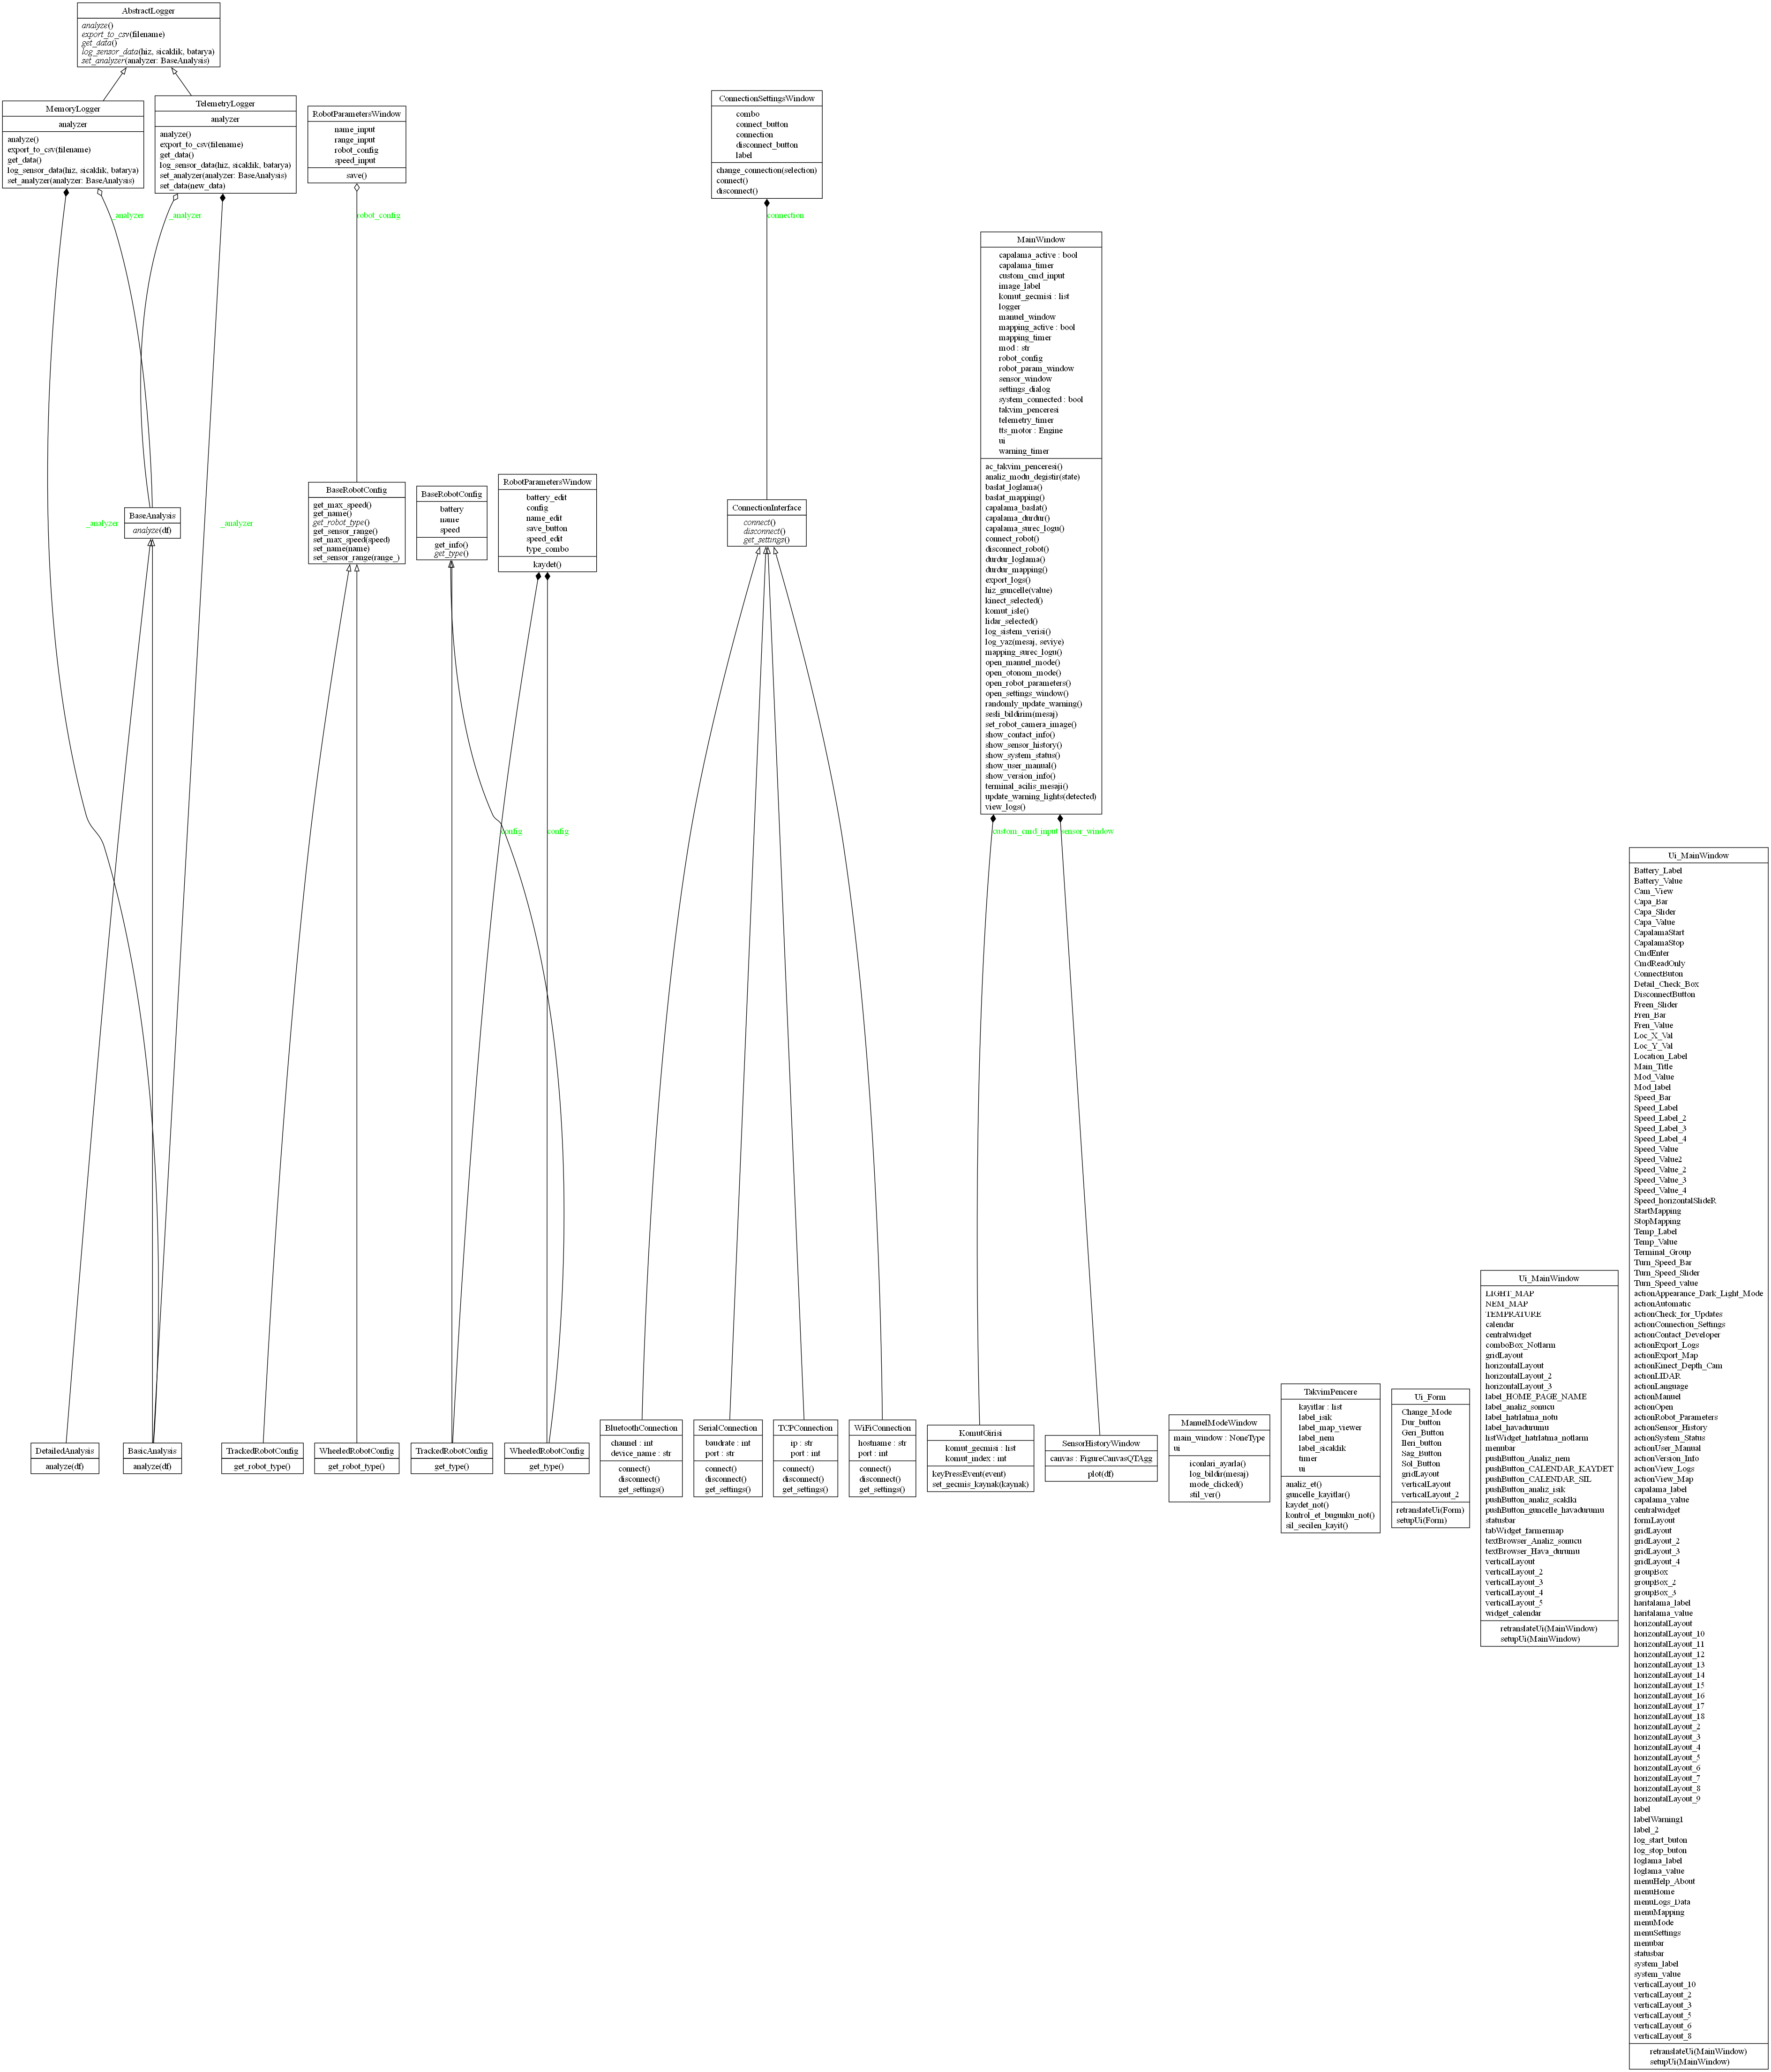 AbstractLogger
analyze()
export_to_csv(filename)
get_data()
log_sensor_data(hiz, sicaklik, batarya)
set_analyzer(analyzer: BaseAnalysis)
MemoryLogger
analyzer
analyze()
export_to_csv(filename)
get_data()
log_sensor_data(hiz, sicaklik, batarya)
set_analyzer(analyzer: BaseAnalysis)
TelemetryLogger
analyzer
analyze()
export_to_csv(filename)
get_data()
log_sensor_data(hiz, sicaklik, batarya)
set_analyzer(analyzer: BaseAnalysis)
set_data(new_data)
RobotParametersWindow
name_input
range_input
robot_config
speed_input
save()
ConnectionSettingsWindow
combo
connect_button
connection
disconnect_button
label
change_connection(selection)
connect()
disconnect()
_analyzer
_analyzer
robot_config
connection
MainWindow
capalama_active : bool
capalama_timer
custom_cmd_input
image_label
komut_gecmisi : list
logger
manuel_window
mapping_active : bool
mapping_timer
mod : str
robot_config
robot_param_window
sensor_window
settings_dialog
system_connected : bool
takvim_penceresi
telemetry_timer
tts_motor : Engine
ui
warning_timer
ac_takvim_penceresi()
analiz_modu_degistir(state)
baslat_loglama()
baslat_mapping()
capalama_baslat()
capalama_durdur()
capalama_surec_logu()
connect_robot()
disconnect_robot()
durdur_loglama()
durdur_mapping()
export_logs()
hiz_guncelle(value)
kinect_selected()
komut_isle()
lidar_selected()
log_sistem_verisi()
log_yaz(mesaj, seviye)
mapping_surec_logu()
open_manuel_mode()
open_otonom_mode()
open_robot_parameters()
open_settings_window()
randomly_update_warning()
sesli_bildirim(mesaj)
set_robot_camera_image()
show_contact_info()
show_sensor_history()
show_system_status()
show_user_manual()
show_version_info()
terminal_acilis_mesaji()
update_warning_lights(detected)
view_logs()
_analyzer
_analyzer
BaseAnalysis
analyze(df)
BaseRobotConfig
get_max_speed()
get_name()
get_robot_type()
get_sensor_range()
set_max_speed(speed)
set_name(name)
set_sensor_range(range_)
BaseRobotConfig
battery
name
speed
get_info()
get_type()
RobotParametersWindow
battery_edit
config
name_edit
save_button
speed_edit
type_combo
kaydet()
ConnectionInterface
connect()
disconnect()
get_settings()
config
config
custom_cmd_input
sensor_window
DetailedAnalysis
analyze(df)
BasicAnalysis
analyze(df)
TrackedRobotConfig
get_robot_type()
WheeledRobotConfig
get_robot_type()
TrackedRobotConfig
get_type()
WheeledRobotConfig
get_type()
BluetoothConnection
channel : int
device_name : str
connect()
disconnect()
get_settings()
SerialConnection
baudrate : int
port : str
connect()
disconnect()
get_settings()
TCPConnection
ip : str
port : int
connect()
disconnect()
get_settings()
WiFiConnection
hostname : str
port : int
connect()
disconnect()
get_settings()
KomutGirisi
komut_gecmisi : list
komut_index : int
keyPressEvent(event)
set_gecmis_kaynak(kaynak)
SensorHistoryWindow
canvas : FigureCanvasQTAgg
plot(df)
ManuelModeWindow
main_window : NoneType
ui
iconlari_ayarla()
log_bildir(mesaj)
mode_clicked()
stil_ver()
TakvimPencere
kayitlar : list
label_isik
label_map_viewer
label_nem
label_sicaklik
timer
ui
analiz_et()
guncelle_kayitlar()
kaydet_not()
kontrol_et_bugunku_not()
sil_secilen_kayit()
Ui_Form
Change_Mode
Dur_button
Geri_Button
Ileri_button
Sag_Button
Sol_Button
gridLayout
verticalLayout
verticalLayout_2
retranslateUi(Form)
setupUi(Form)
Ui_MainWindow
LIGHT_MAP
NEM_MAP
TEMPRATURE
calendar
centralwidget
comboBox_Notlarm
gridLayout
horizontalLayout
horizontalLayout_2
horizontalLayout_3
label_HOME_PAGE_NAME
label_analiz_sonucu
label_hatrlatma_notu
label_havadurumu
listWidget_hatrlatma_notlarm
menubar
pushButton_Analiz_nem
pushButton_CALENDAR_KAYDET
pushButton_CALENDAR_SIL
pushButton_analiz_isik
pushButton_analiz_scaklki
pushButton_guncelle_havadurumu
statusbar
tabWidget_farmermap
textBrowser_Analiz_sonucu
textBrowser_Hava_durumu
verticalLayout
verticalLayout_2
verticalLayout_3
verticalLayout_4
verticalLayout_5
widget_calendar
retranslateUi(MainWindow)
setupUi(MainWindow)
Ui_MainWindow
Battery_Label
Battery_Value
Cam_View
Capa_Bar
Capa_Slider
Capa_Value
CapalamaStart
CapalamaStop
CmdEnter
CmdReadOnly
ConnectButon
Detail_Check_Box
DisconnectButton
Freen_Slider
Fren_Bar
Fren_Value
Loc_X_Val
Loc_Y_Val
Location_Label
Main_Title
Mod_Value
Mod_label
Speed_Bar
Speed_Label
Speed_Label_2
Speed_Label_3
Speed_Label_4
Speed_Value
Speed_Value2
Speed_Value_2
Speed_Value_3
Speed_Value_4
Speed_horizontalSlideR
StartMapping
StopMapping
Temp_Label
Temp_Value
Terminal_Group
Turn_Speed_Bar
Turn_Speed_Slider
Turn_Speed_value
actionAppearance_Dark_Light_Mode
actionAutomatic
actionCheck_for_Updates
actionConnection_Settings
actionContact_Developer
actionExport_Logs
actionExport_Map
actionKinect_Depth_Cam
actionLIDAR
actionLanguage
actionManuel
actionOpen
actionRobot_Parameters
actionSensor_History
actionSystem_Status
actionUser_Manual
actionVersion_Info
actionView_Logs
actionView_Map
capalama_label
capalama_value
centralwidget
formLayout
gridLayout
gridLayout_2
gridLayout_3
gridLayout_4
groupBox
groupBox_2
groupBox_3
haritalama_label
haritalama_value
horizontalLayout
horizontalLayout_10
horizontalLayout_11
horizontalLayout_12
horizontalLayout_13
horizontalLayout_14
horizontalLayout_15
horizontalLayout_16
horizontalLayout_17
horizontalLayout_18
horizontalLayout_2
horizontalLayout_3
horizontalLayout_4
horizontalLayout_5
horizontalLayout_6
horizontalLayout_7
horizontalLayout_8
horizontalLayout_9
label
labelWarning1
label_2
log_start_buton
log_stop_buton
loglama_label
loglama_value
menuHelp_About
menuHome
menuLogs_Data
menuMapping
menuMode
menuSettings
menubar
statusbar
system_label
system_value
verticalLayout_10
verticalLayout_2
verticalLayout_3
verticalLayout_5
verticalLayout_6
verticalLayout_8
retranslateUi(MainWindow)
setupUi(MainWindow)